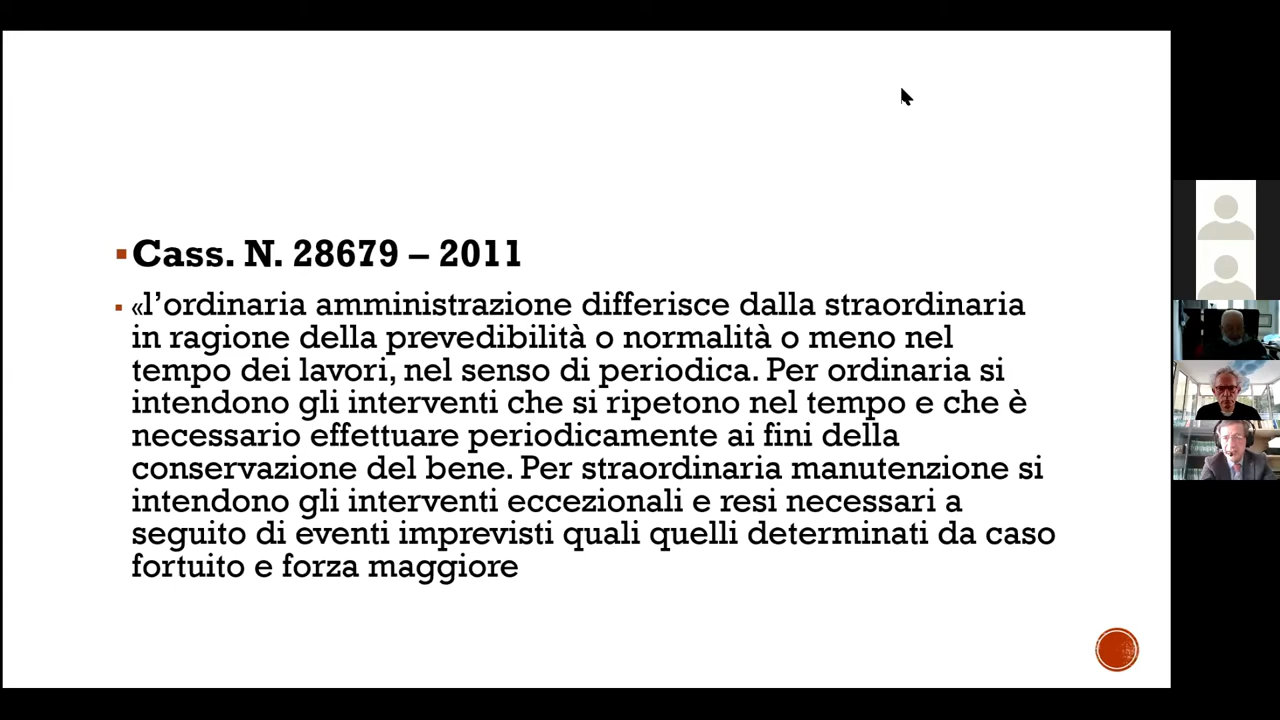 Cass. N. 28679 – 2011
«l’ordinaria amministrazione differisce dalla straordinaria
in ragione della prevedibilità o normalità o meno nel
tempo dei lavori, nel senso di periodica. Per ordinaria si
intendono gli interventi che si ripetono nel tempo e che è
necessario effettuare periodicamente ai fini della
conservazione del bene. Per straordinaria manutenzione si
intendono gli interventi eccezionali e resi necessari a
seguito di eventi imprevisti quali quelli determinati da caso
fortuito e forza maggiore